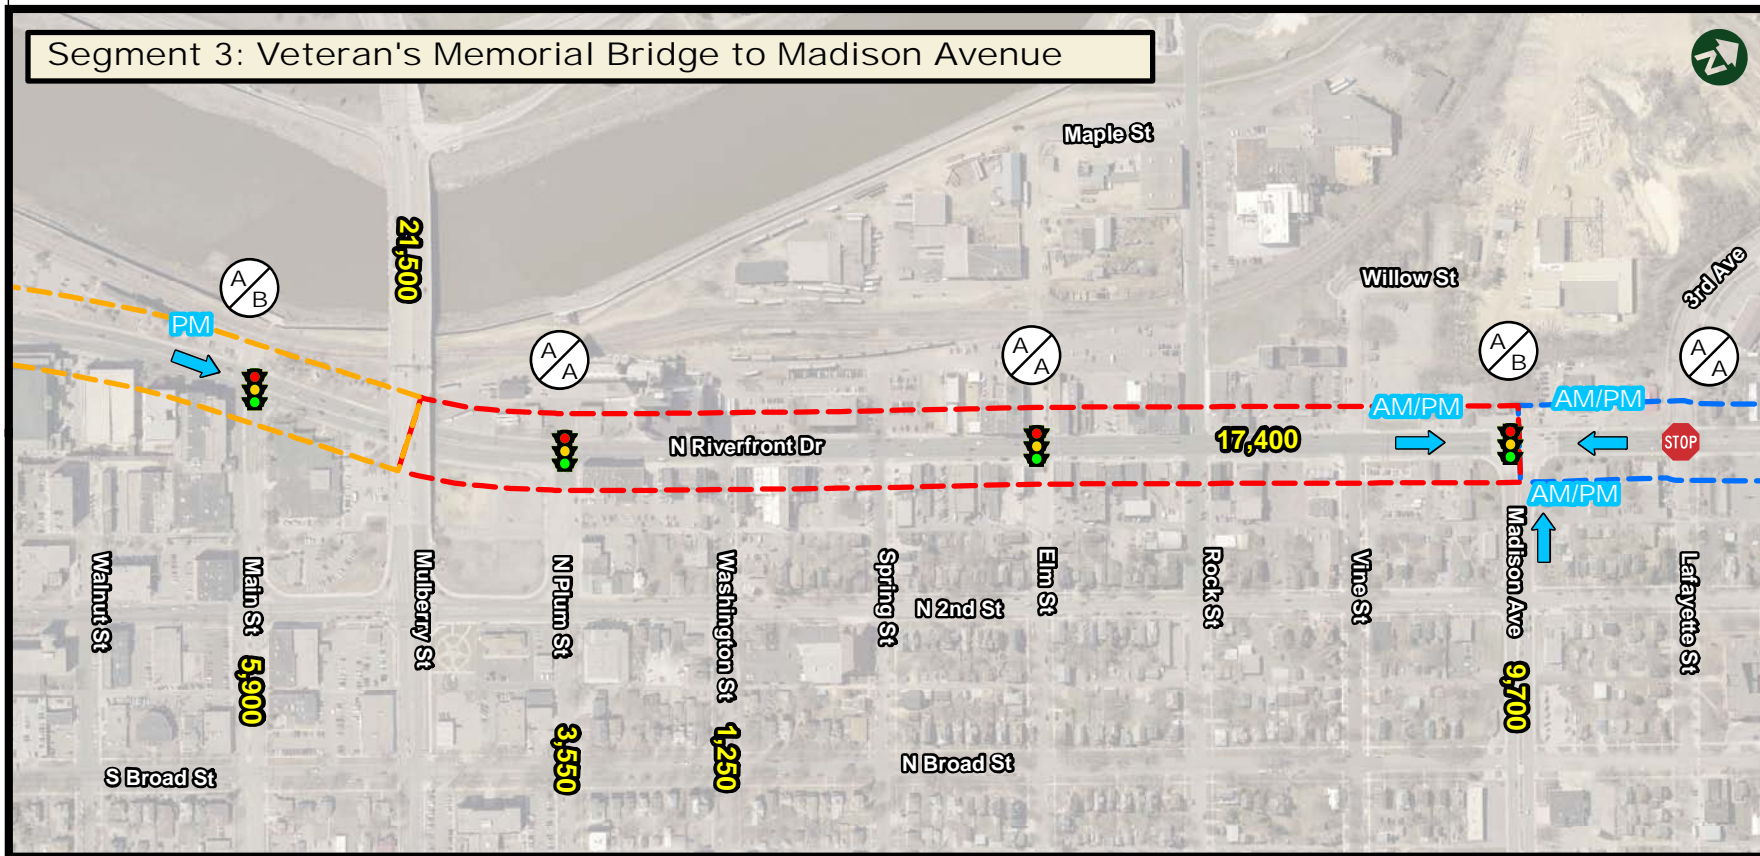 Segment 3: Veteran's Memorial Bridge to Madison Avenue
N
Maple St
21,500
Willow St
3rd Ave
A
B
PM
A
A
A
A
A
B
A
A
AM/PM
AM/PM
N Riverfront Dr
17,400
STOP
AM/PM
Walnut St
Main St
5,900
Mulberry St
N Plum St
3,550
Washington St
1,250
Spring St
N 2nd St
Elm St
Rock St
Vine St
Madison Ave
9,700
Lafayette St
S Broad St
N Broad St